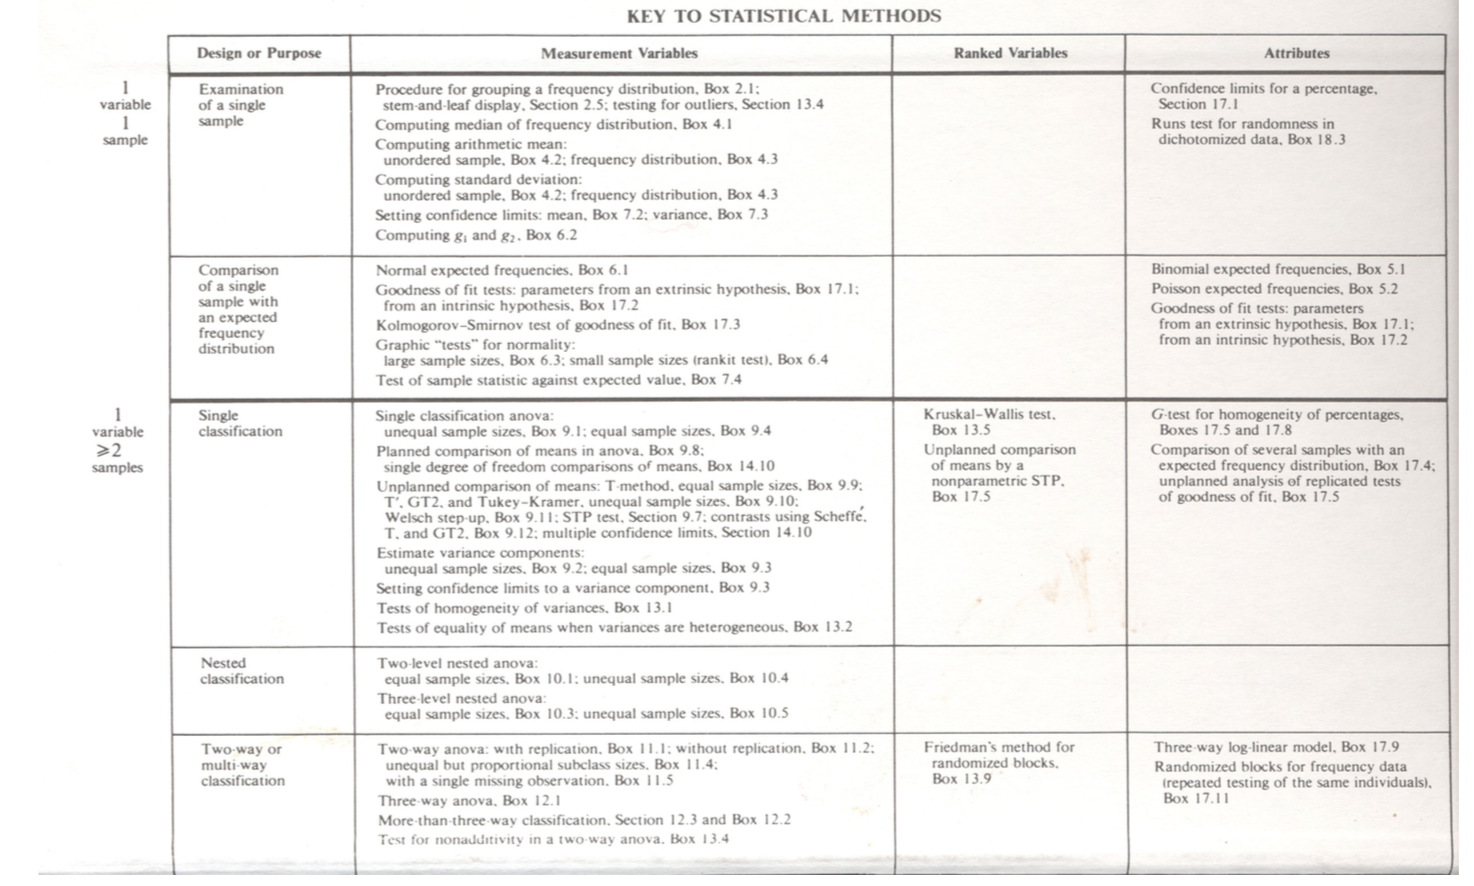 KEY TO STATISTICAL METHODS
Design or Purpose
Measurement Variables
Ranked Variables
Attributes
1
variable
1
sample
Examination
of a single
sample
Procedure for grouping a frequency distribution, Box 2.1;
stem-and-leaf display, Section 2.5; testing for outliers, Section 13.4
Computing median of frequency distribution, Box 4.1
Computing arithmetic mean:
unordered sample, Box 4.2; frequency distribution, Box 4.3
Computing standard deviation:
unordered sample, Box 4.2; frequency distribution, Box 4.3
Setting confidence limits: mean, Box 7.2; variance, Box 7.3
Computing g₁ and g₂, Box 6.2
Confidence limits for a percentage,
Section 17.1
Runs test for randomness in
dichotomized data, Box 18.3
Comparison
of a single
sample with
an expected
frequency
distribution
Normal expected frequencies, Box 6.1
Goodness of fit tests: parameters from an extrinsic hypothesis, Box 17.1;
from an intrinsic hypothesis, Box 17.2
Kolmogorov–Smirnov test of goodness of fit, Box 17.3
Graphic "tests" for normality:
large sample sizes, Box 6.3; small sample sizes (rankit test), Box 6.4
Test of sample statistic against expected value, Box 7.4
Binomial expected frequencies, Box 5.1
Poisson expected frequencies, Box 5.2
Goodness of fit tests: parameters
from an extrinsic hypothesis, Box 17.1;
from an intrinsic hypothesis, Box 17.2
1
variable
≥2
samples
Single
classification
Single classification anova:
unequal sample sizes, Box 9.1; equal sample sizes, Box 9.4
Planned comparison of means in anova, Box 9.8;
single degree of freedom comparisons of means, Box 14.10
Unplanned comparison of means: T-method, equal sample sizes, Box 9.9;
T', GT2, and Tukey–Kramer, unequal sample sizes, Box 9.10;
Welsch step-up, Box 9.11; STP test, Section 9.7; contrasts using Scheffé,
T, and GT2, Box 9.12; multiple confidence limits, Section 14.10
Estimate variance components:
unequal sample sizes, Box 9.2; equal sample sizes, Box 9.3
Setting confidence limits to a variance component, Box 9.3
Tests of homogeneity of variances, Box 13.1
Tests of equality of means when variances are heterogeneous, Box 13.2
Kruskal–Wallis test,
Box 13.5
Unplanned comparison
of means by a
nonparametric STP,
Box 17.5
G-test for homogeneity of percentages,
Boxes 17.5 and 17.8
Comparison of several samples with an
expected frequency distribution, Box 17.4;
unplanned analysis of replicated tests
of goodness of fit, Box 17.5
Nested
classification
Two-level nested anova:
equal sample sizes, Box 10.1; unequal sample sizes, Box 10.4
Three-level nested anova:
equal sample sizes, Box 10.3; unequal sample sizes, Box 10.5
Two-way or
multi-way
classification
Two-way anova: with replication, Box 11.1; without replication, Box 11.2;
unequal but proportional subclass sizes, Box 11.4;
with a single missing observation, Box 11.5
Three-way anova, Box 12.1
More-than-three-way classification, Section 12.3 and Box 12.2
Test for nonadditivity in a two-way anova, Box 13.4
Friedman's method for
randomized blocks,
Box 13.9
Three-way log-linear model, Box 17.9
Randomized blocks for frequency data
(repeated testing of the same individuals),
Box 17.11